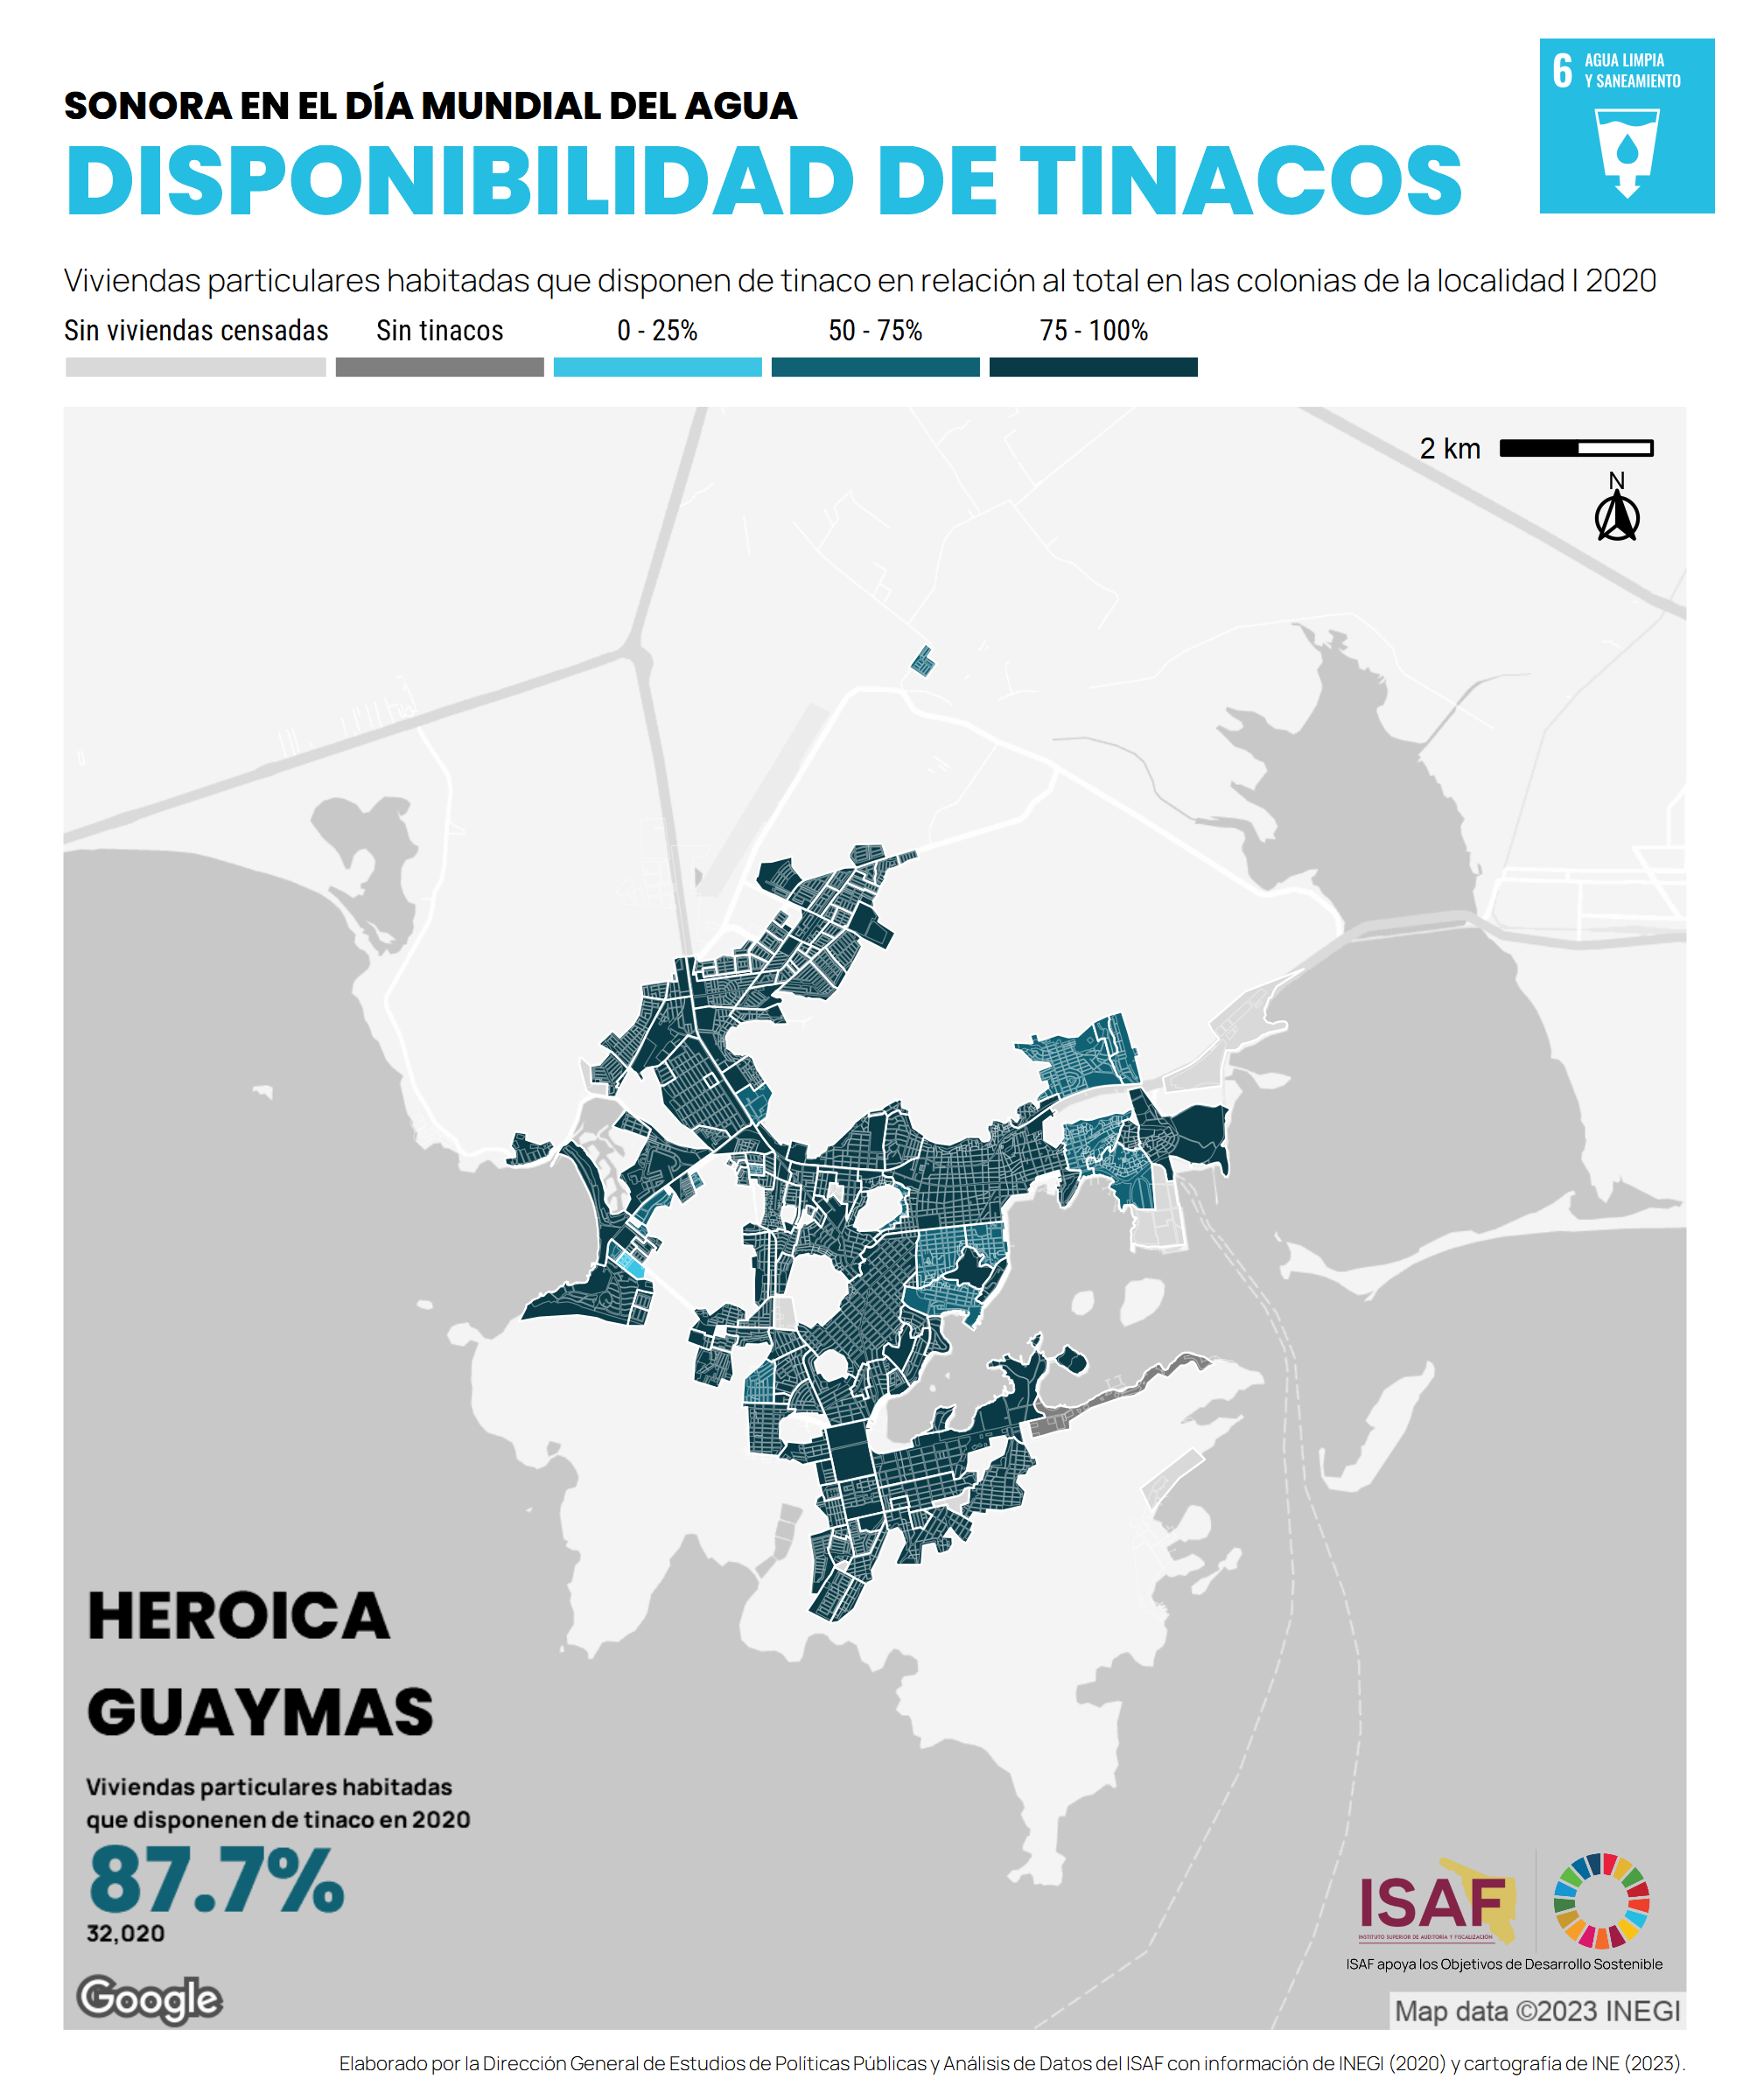 SONORA EN EL DÍA MUNDIAL DEL AGUA
DISPONIBILIDAD DE TINACOS
6 AGUA LIMPIA
Y SANEAMIENTO
Viviendas particulares habitadas que disponen de tinaco en relación al total en las colonias de la localidad | 2020
Sin viviendas censadas
Sin tinacos
0 - 25%
50 - 75%
75 - 100%
2 km
N
HEROICA
GUAYMAS
Viviendas particulares habitadas
que disponenen de tinaco en 2020
87.7%
32,020
Google
ISAF
INSTITUTO SUPERIOR DE AUDITORÍA Y FISCALIZACIÓN
ISAF apoya los Objetivos de Desarrollo Sostenible
Map data ©2023 INEGI
Elaborado por la Dirección General de Estudios de Políticas Públicas y Análisis de Datos del ISAF con información de INEGI (2020) y cartografía de INE (2023).